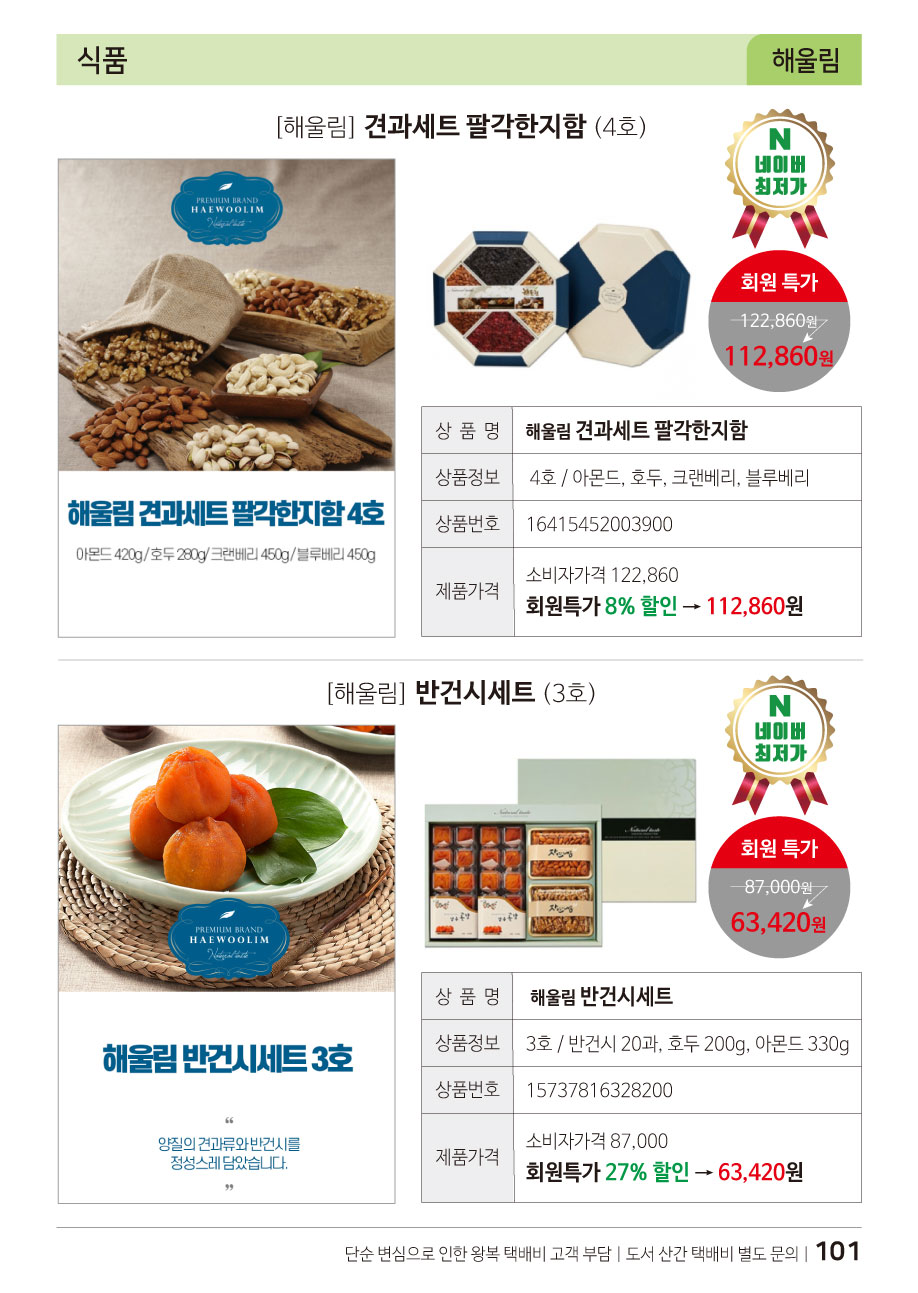 식품
해울림
[해울림] 견과세트 팔각한지함 (4호)
N
네이버
최저가
PREMIUM BRAND
HAEWOOLIM
Natural taste
회원 특가
122,860원
112,860원
상 품 명 해울림 견과세트 팔각한지함
상품정보 4호 / 아몬드, 호두, 크랜베리, 블루베리
상품번호 16415452003900
제품가격 소비자가격 122,860
회원특가 8% 할인 → 112,860원
해울림 견과세트 팔각한지함 4호
아몬드 420g/호두 280g/크랜베리 450g/블루베리 450g
[해울림] 반건시세트 (3호)
N
네이버
최저가
Natural taste
회원 특가
87,000원
63,420원
PREMIUM BRAND
HAEWOOLIM
Natural taste
상 품 명 해울림 반건시세트
상품정보 3호 / 반건시 20과, 호두 200g, 아몬드 330g
상품번호 15737816328200
제품가격 소비자가격 87,000
회원특가 27% 할인 → 63,420원
해울림 반건시세트 3호
“
양질의 견과류와 반건시를
정성스레 담았습니다.
”
단순 변심으로 인한 왕복 택배비 고객 부담 | 도서 산간 택배비 별도 문의 | 101